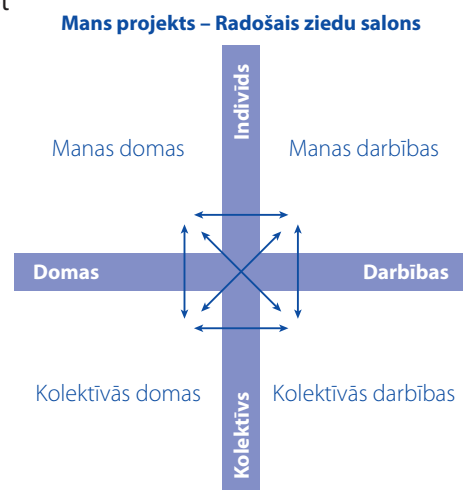 t
Mans projekts – Radošais ziedu salons
Indivīds
Manas domas
Manas darbības
Domas
Darbības
Kolektīvās domas
Kolektīvās darbības
Kolektīvs